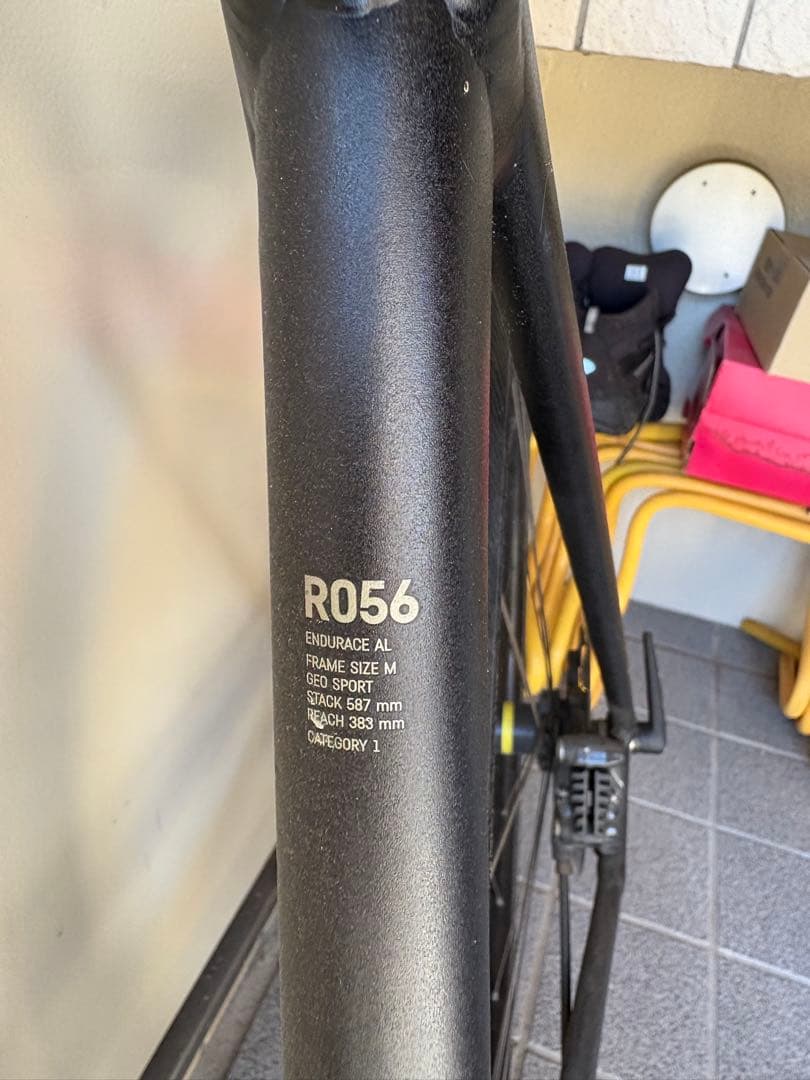 R056
ENDURACE AL
FRAME SIZE M
GEO SPORT
STACK 587 mm
REACH 383 mm
CATEGORY 1